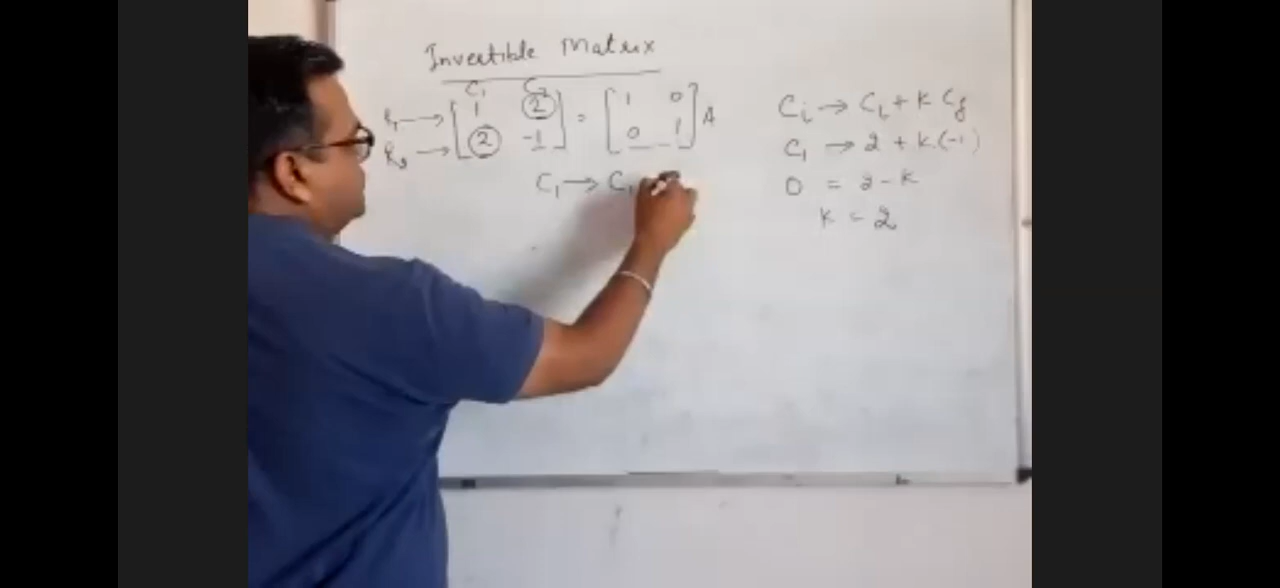 Invertible Matrix
C₁ C₂
R₁ → [ 1 2 ] = [ 1 0 ] A
R₂ → [ 2 -1 ] [ 0 1 ]
C₁ → C₁
Cᵢ → Cᵢ + K Cⱼ
C₁ → 2 + K.(-1)
0 = 2 - K
K = 2